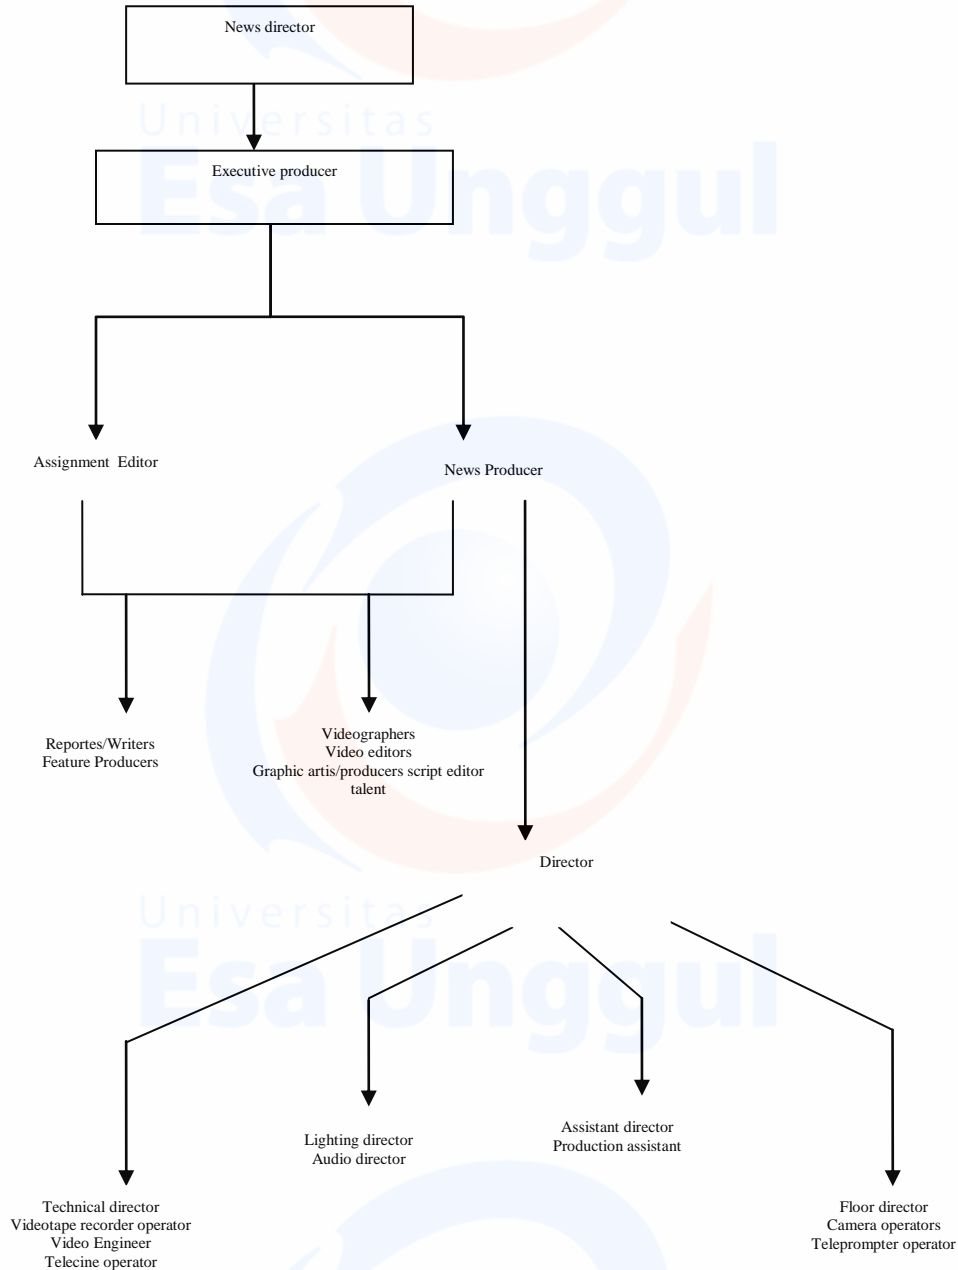 News director
Universitas
Esa Unggul
Executive producer
Assignment Editor
News Producer
Reportes/Writers
Feature Producers
Videographers
Video editors
Graphic artis/producers script editor
talent
Director
Universitas
Esa Unggul
Lighting director
Audio director
Assistant director
Production assistant
Technical director
Videotape recorder operator
Video Engineer
Telecine operator
Floor director
Camera operators
Teleprompter operator